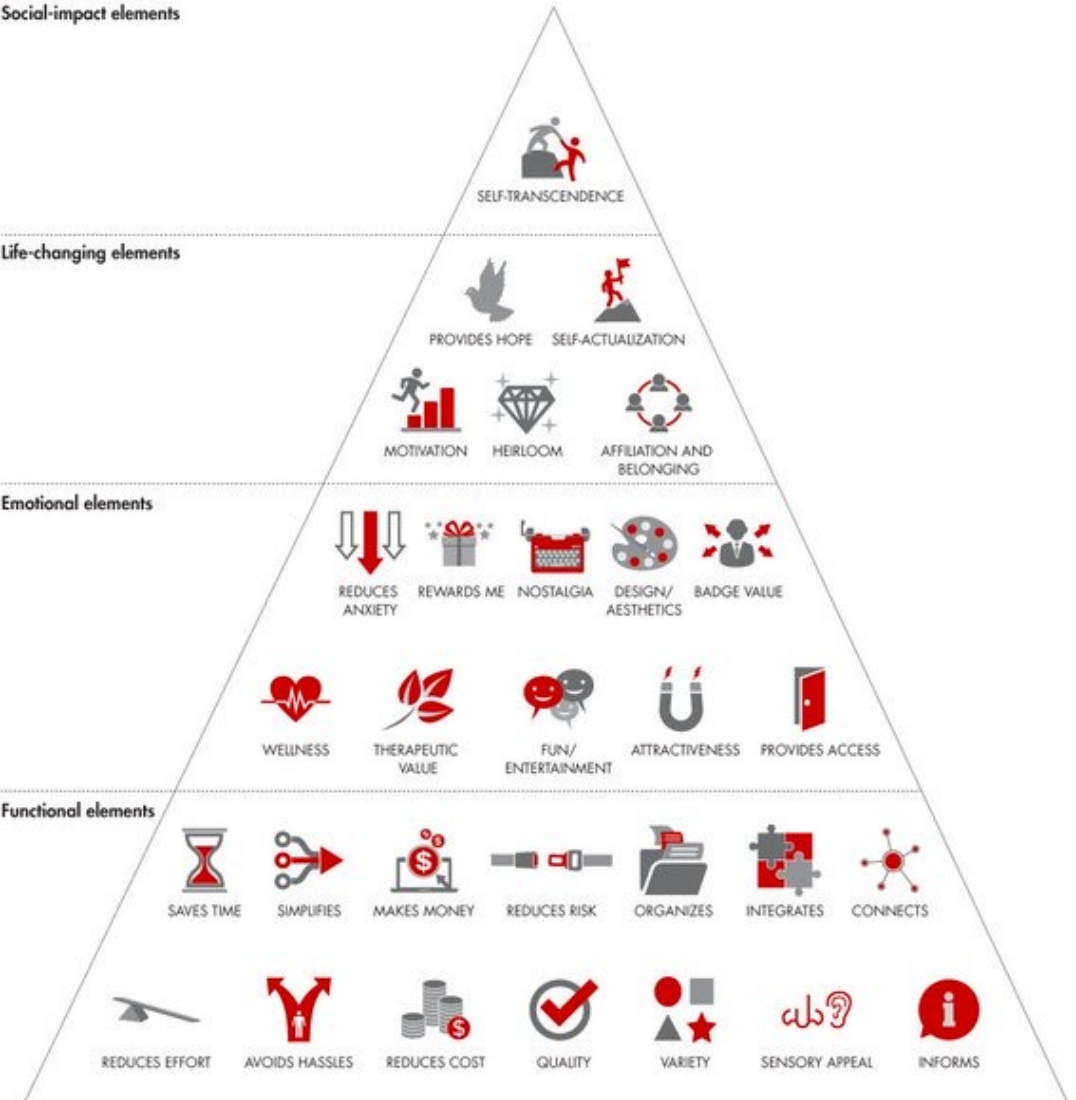 Social-impact elements
SELF-TRANSCENDENCE
Life-changing elements
PROVIDES HOPE
SELF-ACTUALIZATION
MOTIVATION
HEIRLOOM
AFFILIATION AND
BELONGING
Emotional elements
REDUCES
ANXIETY
REWARDS ME
NOSTALGIA
DESIGN/
AESTHETICS
BADGE VALUE
WELLNESS
THERAPEUTIC
VALUE
FUN/
ENTERTAINMENT
ATTRACTIVENESS
PROVIDES ACCESS
Functional elements
$
$
$
SAVES TIME
SIMPLIFIES
MAKES MONEY
REDUCES RISK
ORGANIZES
INTEGRATES
CONNECTS
$
i
REDUCES EFFORT
AVOIDS HASSLES
REDUCES COST
QUALITY
VARIETY
SENSORY APPEAL
INFORMS